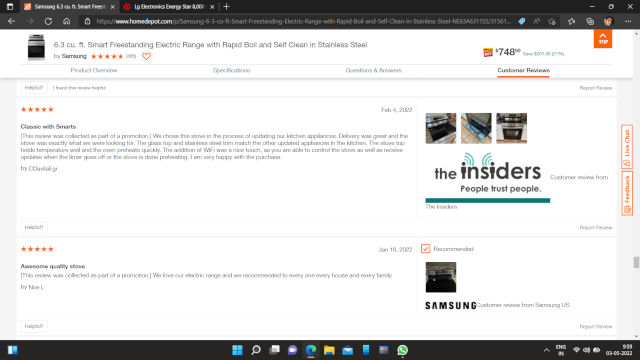 Samsung 6.3 cu. ft. Smart Frees
Lg Electronics Energy Star 8,000
https://www.homedepot.com/p/Samsung-6-3-cu-ft-Smart-Freestanding-Electric-Range-with-Rapid-Boil-and-Self-Clean-in-Stainless-Steel-NE63A6311SS/31561...
6.3 cu. ft. Smart Freestanding Electric Range with Rapid Boil and Self Clean in Stainless Steel
by Samsung
$748.00
Save $201.00 (21%)
TOP
Product Overview
Specifications
Questions & Answers
Customer Reviews
Helpful?
1 found this review helpful
Report Review
Feb 4, 2022
Classic with Smarts
[This review was collected as part of a promotion.] We chose this stove in the process of updating our kitchen appliances. Delivery was great and the
stove was exactly what we were looking for. The glass top and stainless steel trim match the other updated appliances in the kitchen. The stove top
holds temperature well and the oven preheats quickly. The addition of WiFi was a nice touch, as you are able to control the stove as well as receive
updates when the timer goes off or the stove is done preheating. I am very happy with the purchase.
by CDavilaEgr
the insiders
People trust people.
Customer review from
The Insiders
Live Chat
Feedback
Helpful?
Report Review
Jan 19, 2022
Recommended
Awesome quality stove
[This review was collected as part of a promotion.] We love our electric range and we recommended to every one every house and every family
by Noe L
SAMSUNG Customer review from Samsung US
Helpful?
Report Review
ENG
IN
9:59
03-05-2022